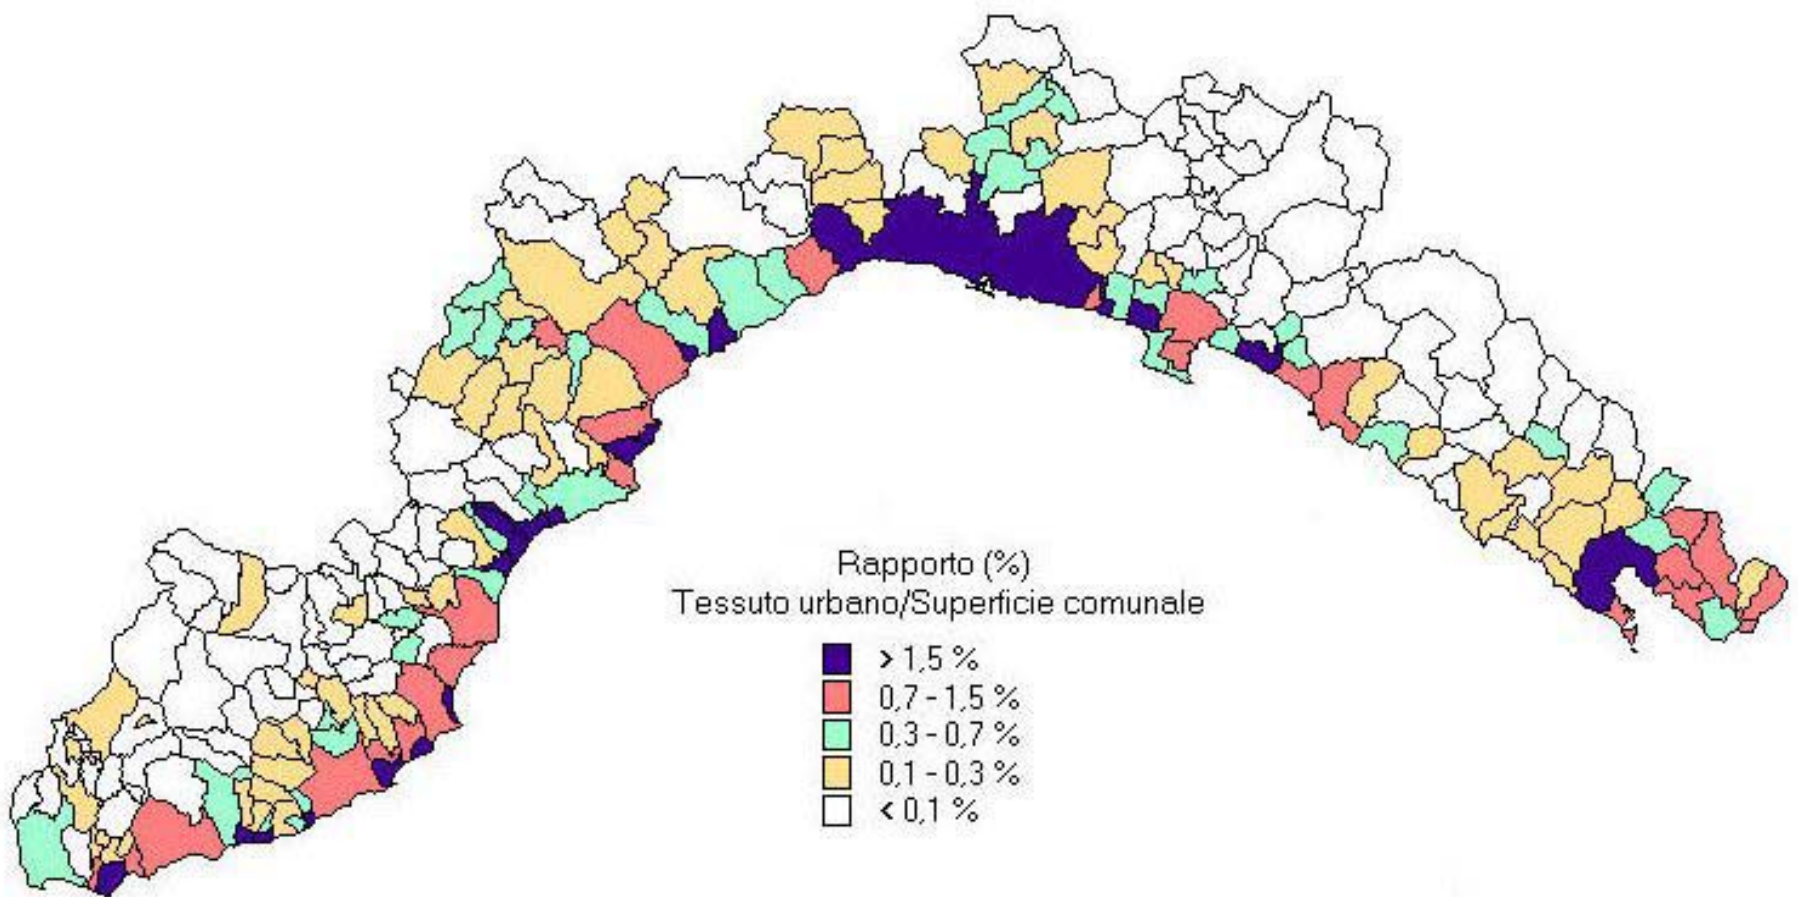 Rapporto (%)
Tessuto urbano/Superficie comunale
> 1,5 %
0,7 - 1,5 %
0,3 - 0,7 %
0,1 - 0,3 %
< 0,1 %